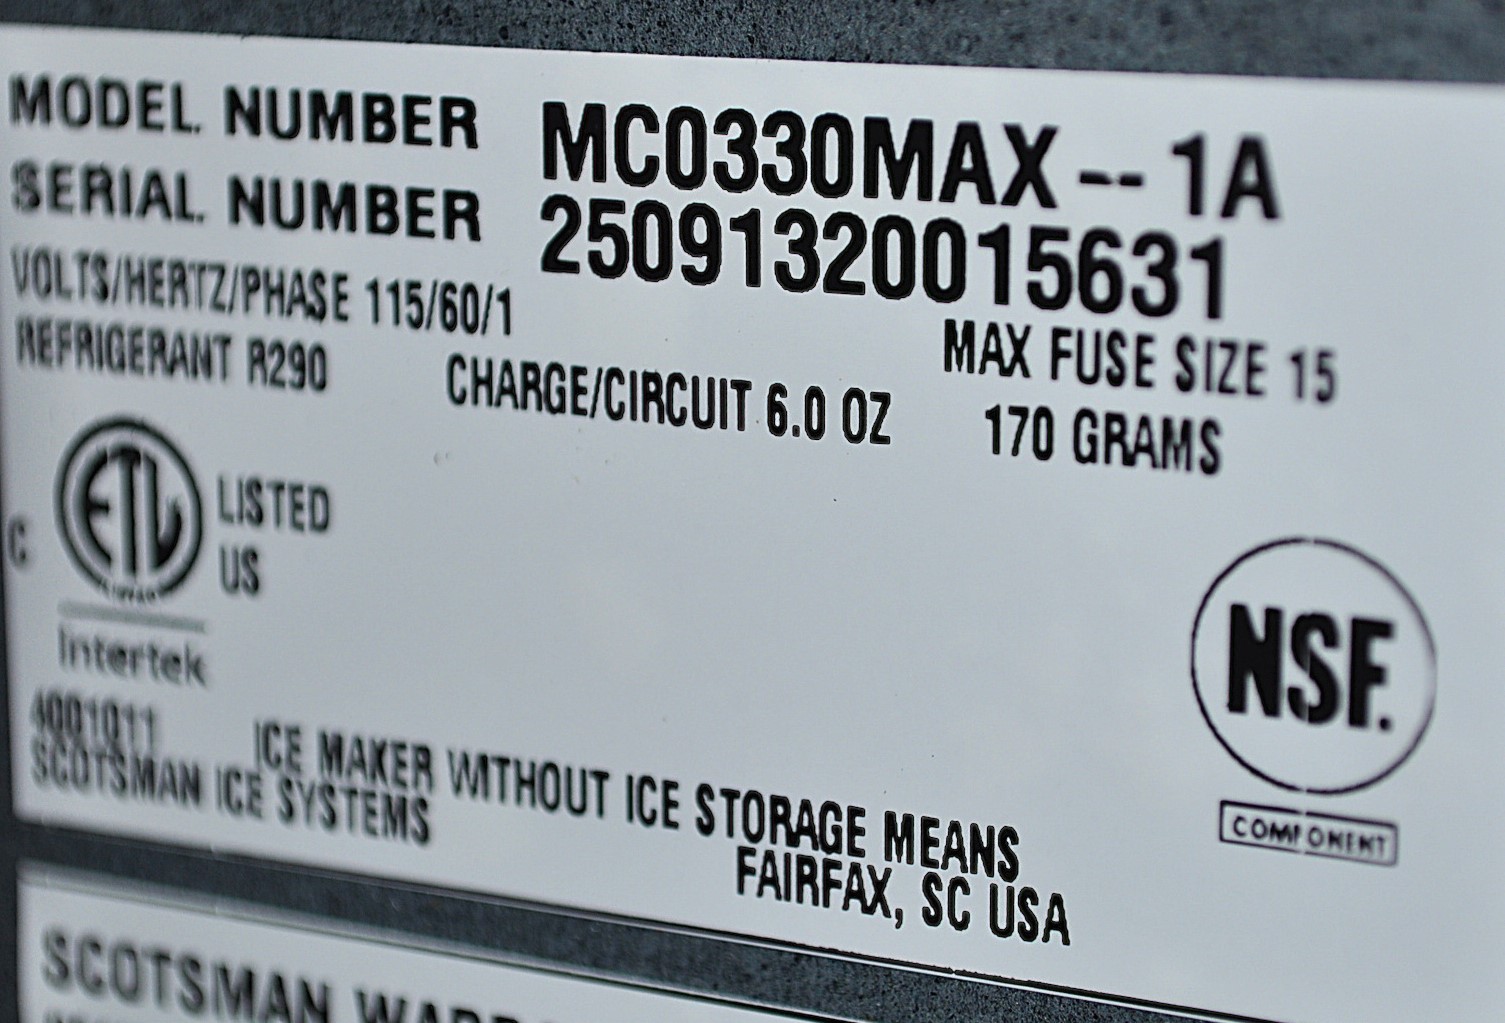 MODEL NUMBER MC0330MAX--1A
SERIAL NUMBER 25091320015631
VOLTS/HERTZ/PHASE 115/60/1 MAX FUSE SIZE 15
REFRIGERANT R290 CHARGE/CIRCUIT 6.0 OZ 170 GRAMS
C ETL LISTED
US
Intertek
4001011
ICE MAKER WITHOUT ICE STORAGE MEANS
SCOTSMAN ICE SYSTEMS FAIRFAX, SC USA
NSF.
COMPONENT
SCOTSMAN